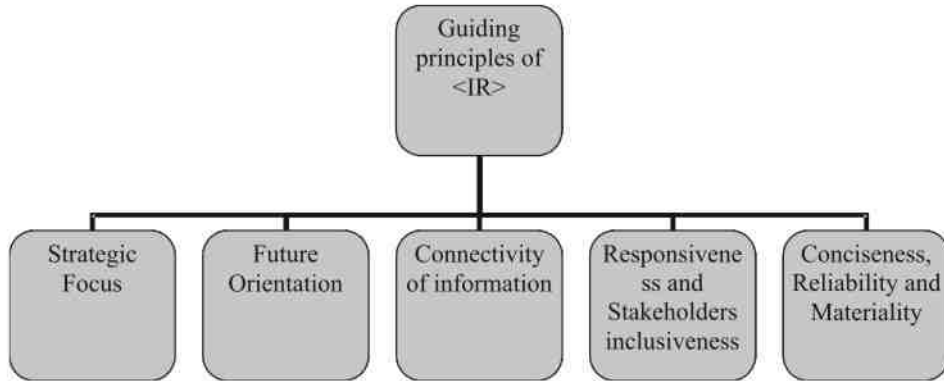 Guiding
principles of
<IR>
Strategic
Focus
Future
Orientation
Connectivity
of information
Responsivene
ss and
Stakeholders
inclusiveness
Conciseness,
Reliability and
Materiality